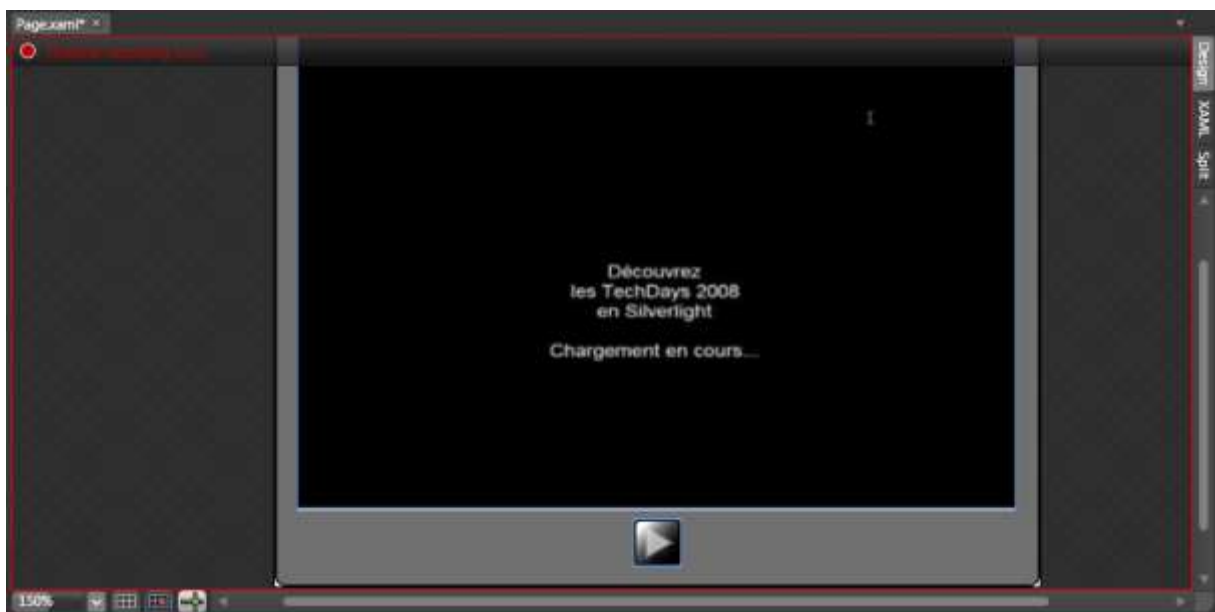 Page.xaml* ×
Design
XAML
Split
Découvrez
les TechDays 2008
en Silverlight
Chargement en cours...
150%